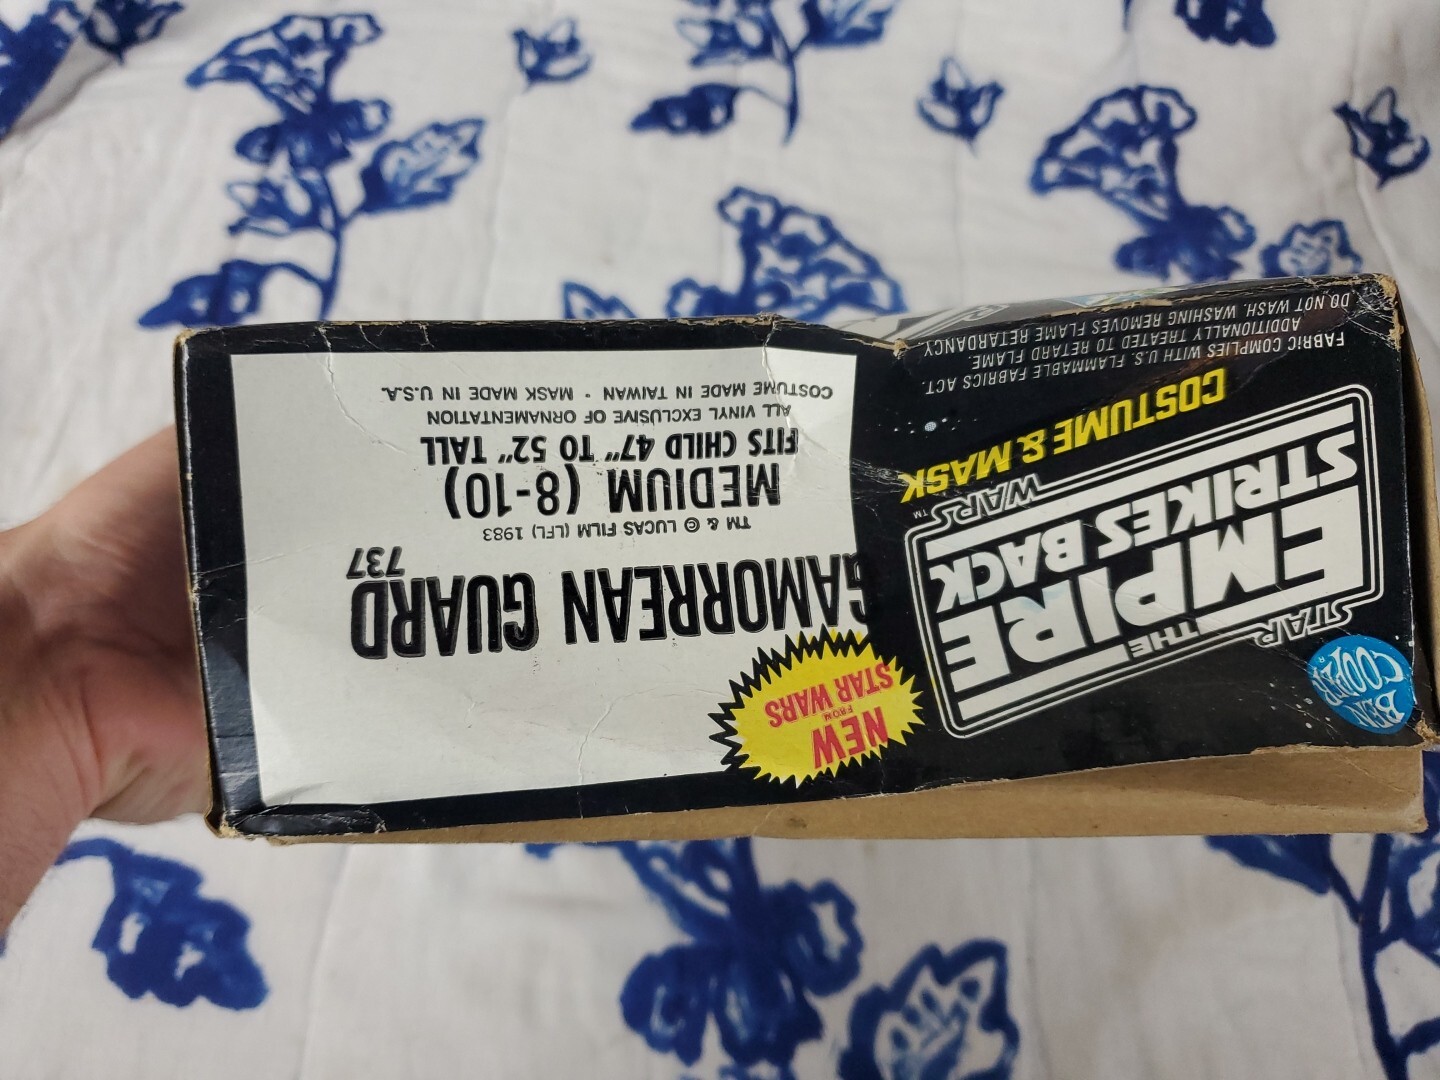 BEN
COOPER
R
STAR
THE
EMPIRE
STRIKES BACK
WARS™
COSTUME & MASK
FABRIC COMPLIES WITH U.S. FLAMMABLE FABRICS ACT.
ADDITIONALLY TREATED TO RETARD FLAME.
DO NOT WASH. WASHING REMOVES FLAME RETARDANCY
NEW
FROM
STAR WARS
GAMORREAN GUARD
737
TM & © LUCAS FILM (LFL) 1983
MEDIUM (8-10)
FITS CHILD 47" TO 52" TALL
ALL VINYL EXCLUSIVE OF ORNAMENTATION
COSTUME MADE IN TAIWAN • MASK MADE IN U.S.A.